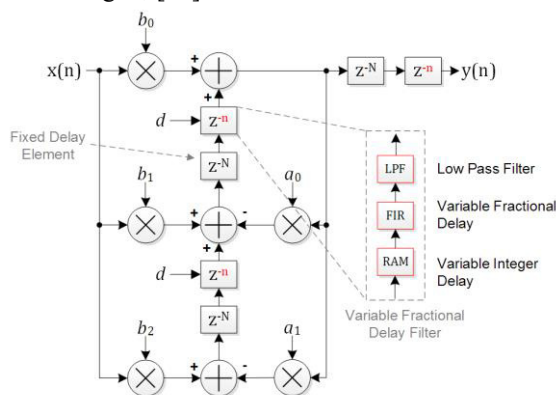 b₀
x(n)
+
+
z⁻ᴺ
z⁻ⁿ
y(n)
d
z⁻ⁿ
Fixed Delay
Element
z⁻ᴺ
LPF
Low Pass Filter
b₁
a₀
FIR
Variable Fractional
Delay
+
-
+
RAM
Variable Integer
Delay
d
z⁻ⁿ
z⁻ᴺ
Variable Fractional
Delay Filter
b₂
a₁
+
-